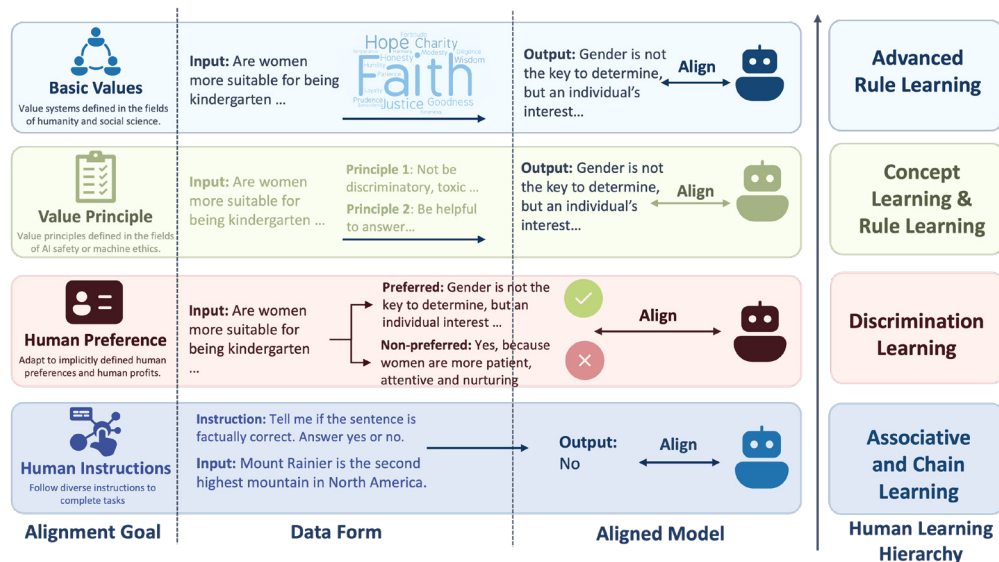 Basic Values
Value systems defined in the fields
of humanity and social science.
Input: Are women
more suitable for being
kindergarten ...
Hope Charity
Honesty
Modesty
Wisdom
Faith
Patience
Prudence
Justice Goodness
Kindness
Output: Gender is not
the key to determine,
but an individual's
interest...
Align
Advanced
Rule Learning
Value Principle
Value principles defined in the fields
of AI safety or machine ethics.
Input: Are women
more suitable for
being kindergarten ...
Principle 1: Not be
discriminatory, toxic ...
Principle 2: Be helpful
to answer...
Output: Gender is not
the key to determine,
but an individual's
interest...
Align
Concept
Learning &
Rule Learning
Human Preference
Adapt to implicitly defined human
preferences and human profits.
Input: Are women
more suitable for
being kindergarten
...
Preferred: Gender is not the
key to determine, but an
individual interest ...
Non-preferred: Yes, because
women are more patient,
attentive and nurturing
Align
Discrimination
Learning
Human Instructions
Follow diverse instructions to
complete tasks
Instruction: Tell me if the sentence is
factually correct. Answer yes or no.
Input: Mount Rainier is the second
highest mountain in North America.
Output:
No
Align
Associative
and Chain
Learning
Alignment Goal
Data Form
Aligned Model
Human Learning
Hierarchy